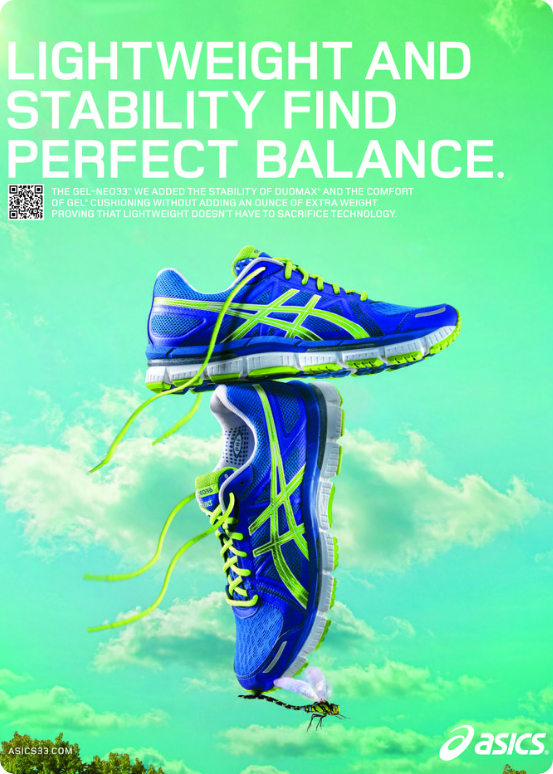 LIGHTWEIGHT AND
STABILITY FIND
PERFECT BALANCE.
THE GEL-NEO33™ WE ADDED THE STABILITY OF DUOMAX® AND THE COMFORT
OF GEL® CUSHIONING WITHOUT ADDING AN OUNCE OF EXTRA WEIGHT
PROVING THAT LIGHTWEIGHT DOESN'T HAVE TO SACRIFICE TECHNOLOGY.
ASICS33.COM
asics